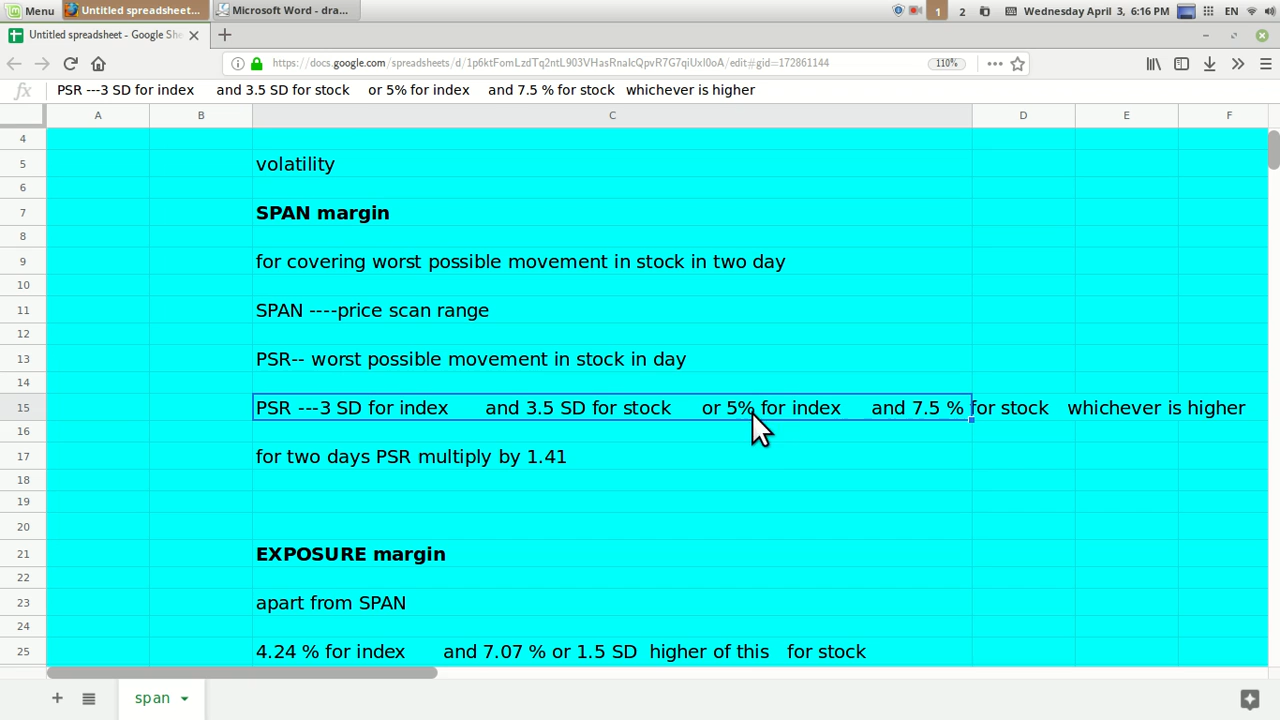 Menu
Untitled spreadsheet...
Microsoft Word - dra...
1
2
EN
Wednesday April 3, 6:16 PM
Untitled spreadsheet - Google She
https://docs.google.com/spreadsheets/d/1p6ktFomLzdTq2ntL903VHasRnaIcQpvR7G7qiUxI0oA/edit#gid=172861144
110%
fx
PSR ---3 SD for index and 3.5 SD for stock or 5% for index and 7.5 % for stock whichever is higher
A B C D E F
4
5 volatility
6
7 SPAN margin
8
9 for covering worst possible movement in stock in two day
10
11 SPAN ----price scan range
12
13 PSR-- worst possible movement in stock in day
14
15 PSR ---3 SD for index and 3.5 SD for stock or 5% for index and 7.5 % for stock whichever is higher
16
17 for two days PSR multiply by 1.41
18
19
20
21 EXPOSURE margin
22
23 apart from SPAN
24
25 4.24 % for index and 7.07 % or 1.5 SD higher of this for stock
span